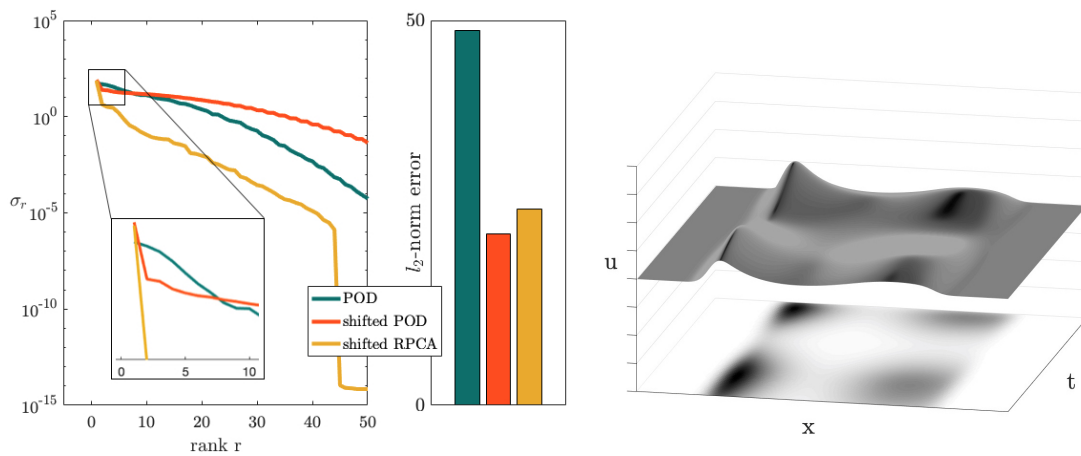 10^5
10^0
10^-5
10^-10
10^-15
σ_r
0 10 20 30 40 50
rank r
0 5 10
POD
shifted POD
shifted RPCA
50
0
l_2-norm error
u
x
t